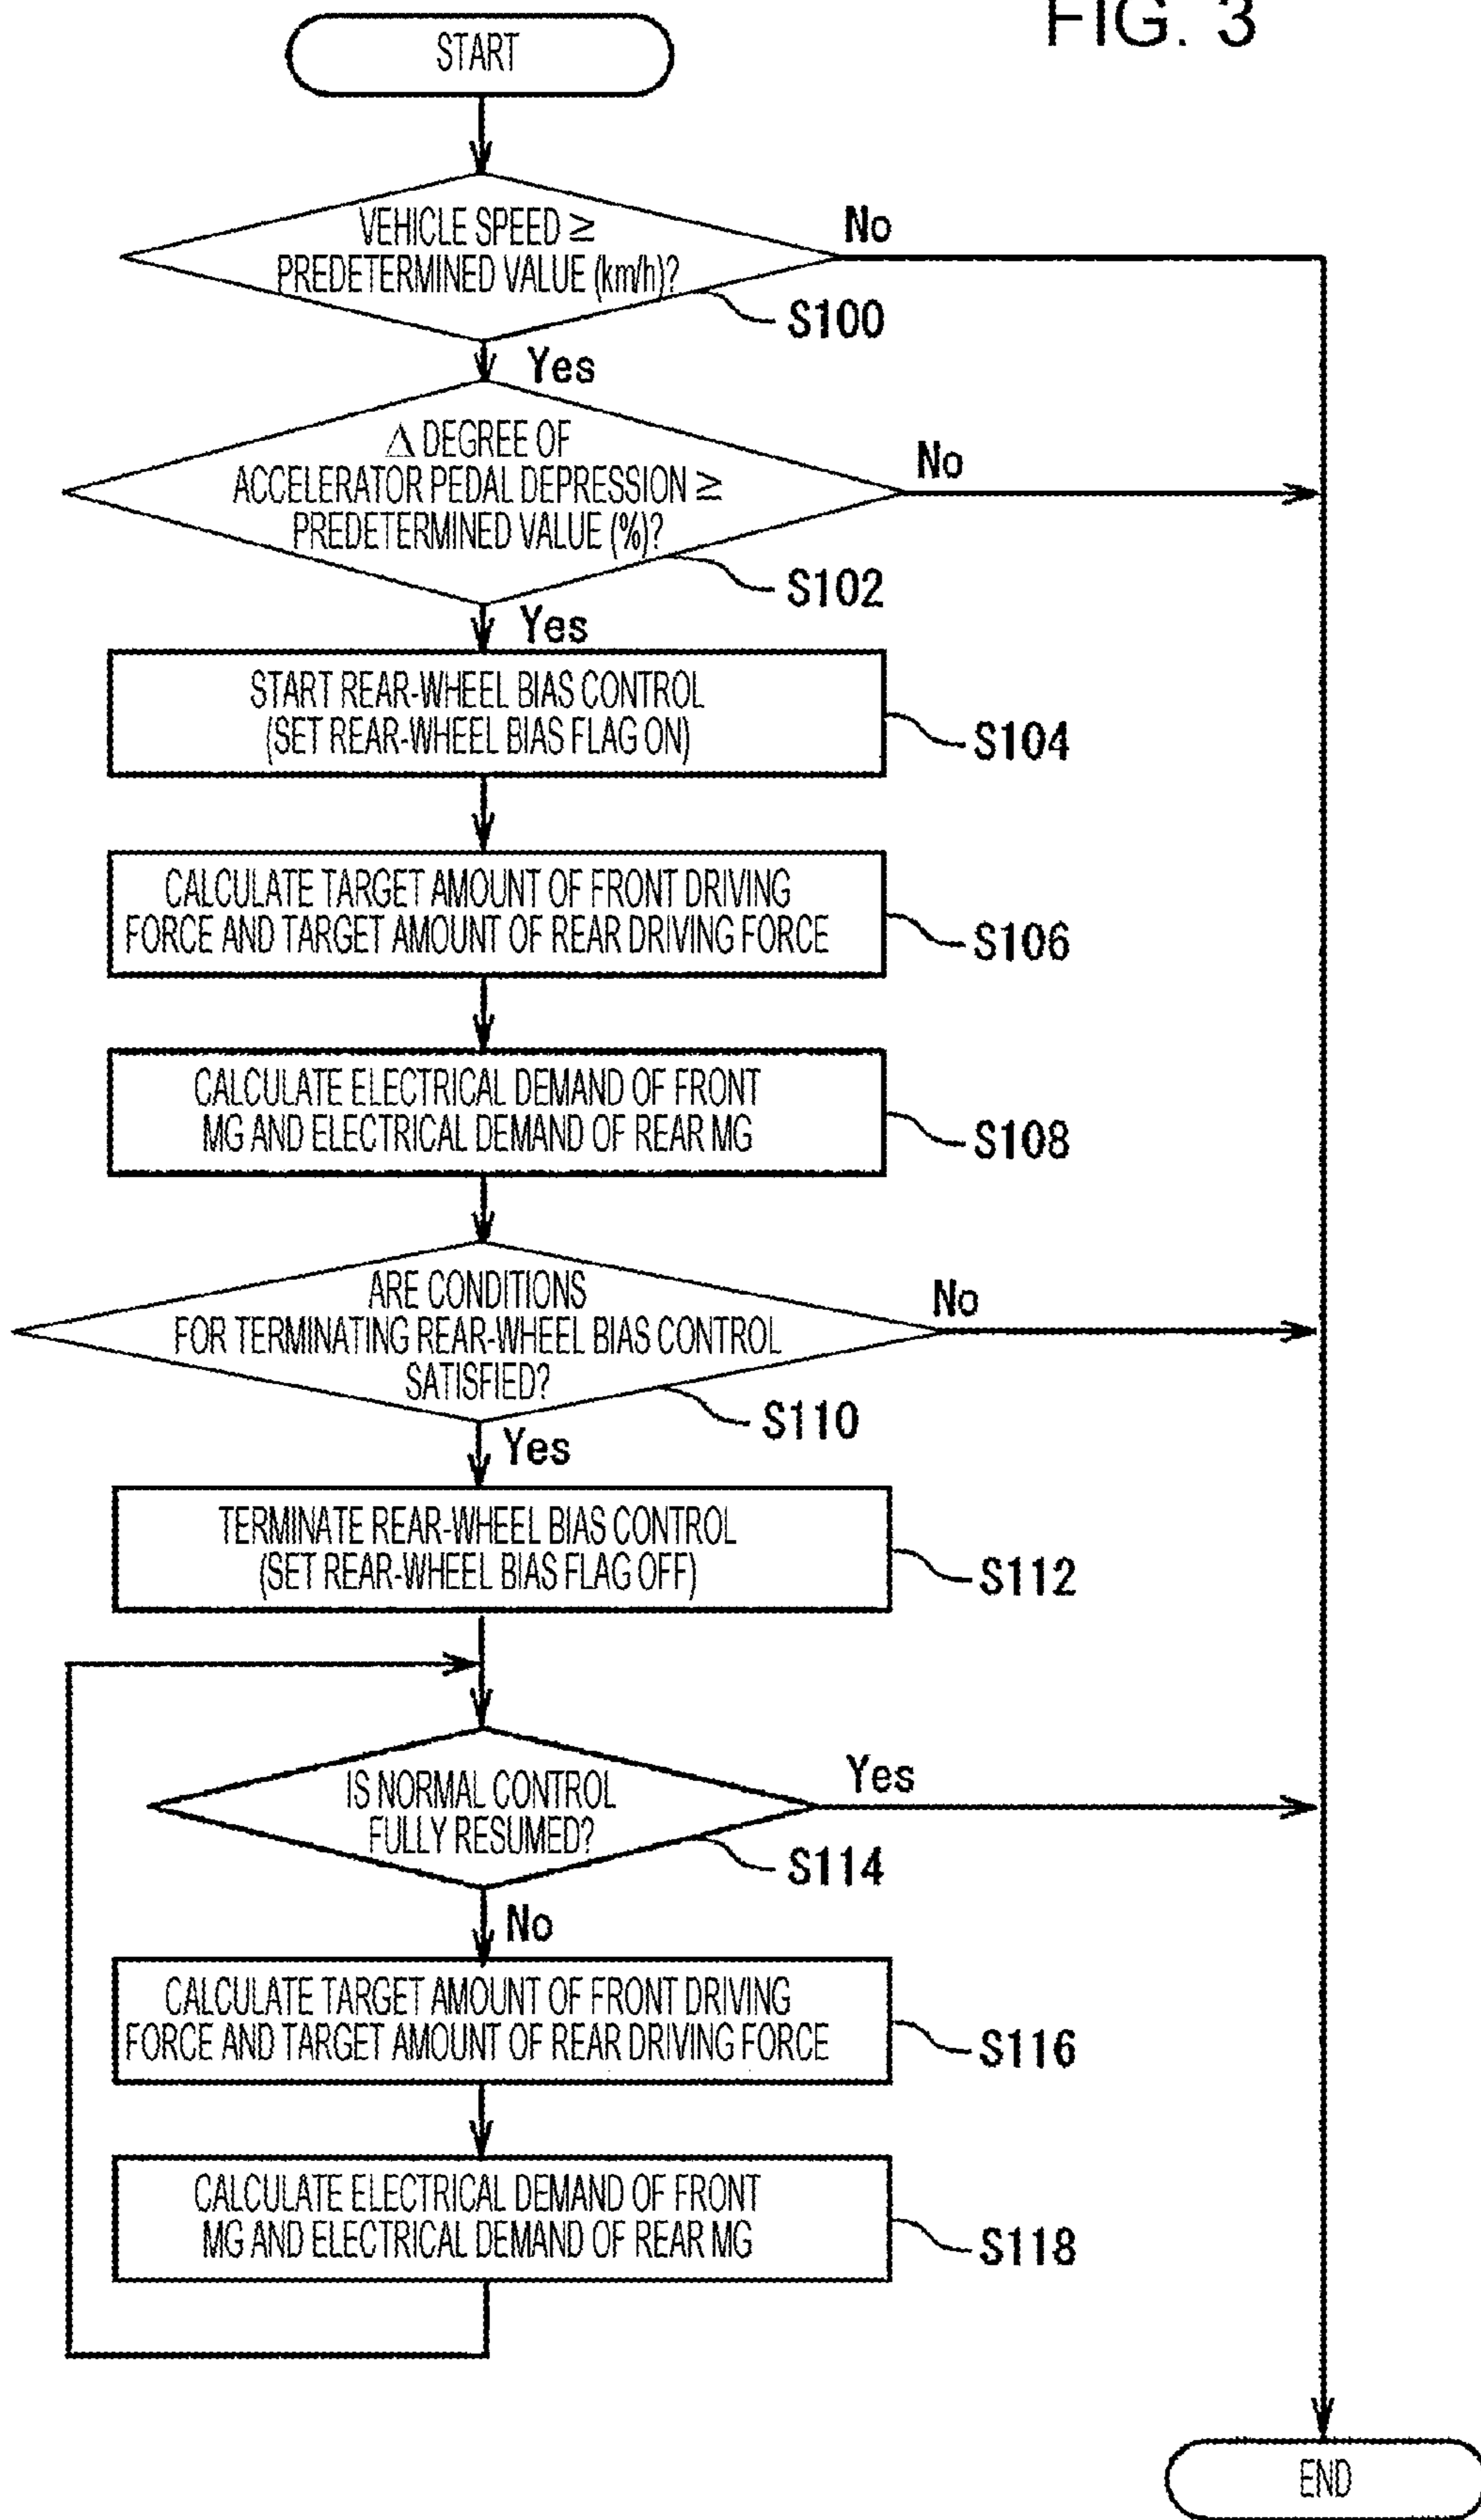 FIG. 3
START
VEHICLE SPEED ≧
PREDETERMINED VALUE (km/h)?
No
S100
Yes
Δ DEGREE OF
ACCELERATOR PEDAL DEPRESSION ≧
PREDETERMINED VALUE (%)?
No
S102
Yes
START REAR-WHEEL BIAS CONTROL
(SET REAR-WHEEL BIAS FLAG ON)
S104
CALCULATE TARGET AMOUNT OF FRONT DRIVING
FORCE AND TARGET AMOUNT OF REAR DRIVING FORCE
S106
CALCULATE ELECTRICAL DEMAND OF FRONT
MG AND ELECTRICAL DEMAND OF REAR MG
S108
ARE CONDITIONS
FOR TERMINATING REAR-WHEEL BIAS CONTROL
SATISFIED?
No
S110
Yes
TERMINATE REAR-WHEEL BIAS CONTROL
(SET REAR-WHEEL BIAS FLAG OFF)
S112
IS NORMAL CONTROL
FULLY RESUMED?
Yes
S114
No
CALCULATE TARGET AMOUNT OF FRONT DRIVING
FORCE AND TARGET AMOUNT OF REAR DRIVING FORCE
S116
CALCULATE ELECTRICAL DEMAND OF FRONT
MG AND ELECTRICAL DEMAND OF REAR MG
S118
END